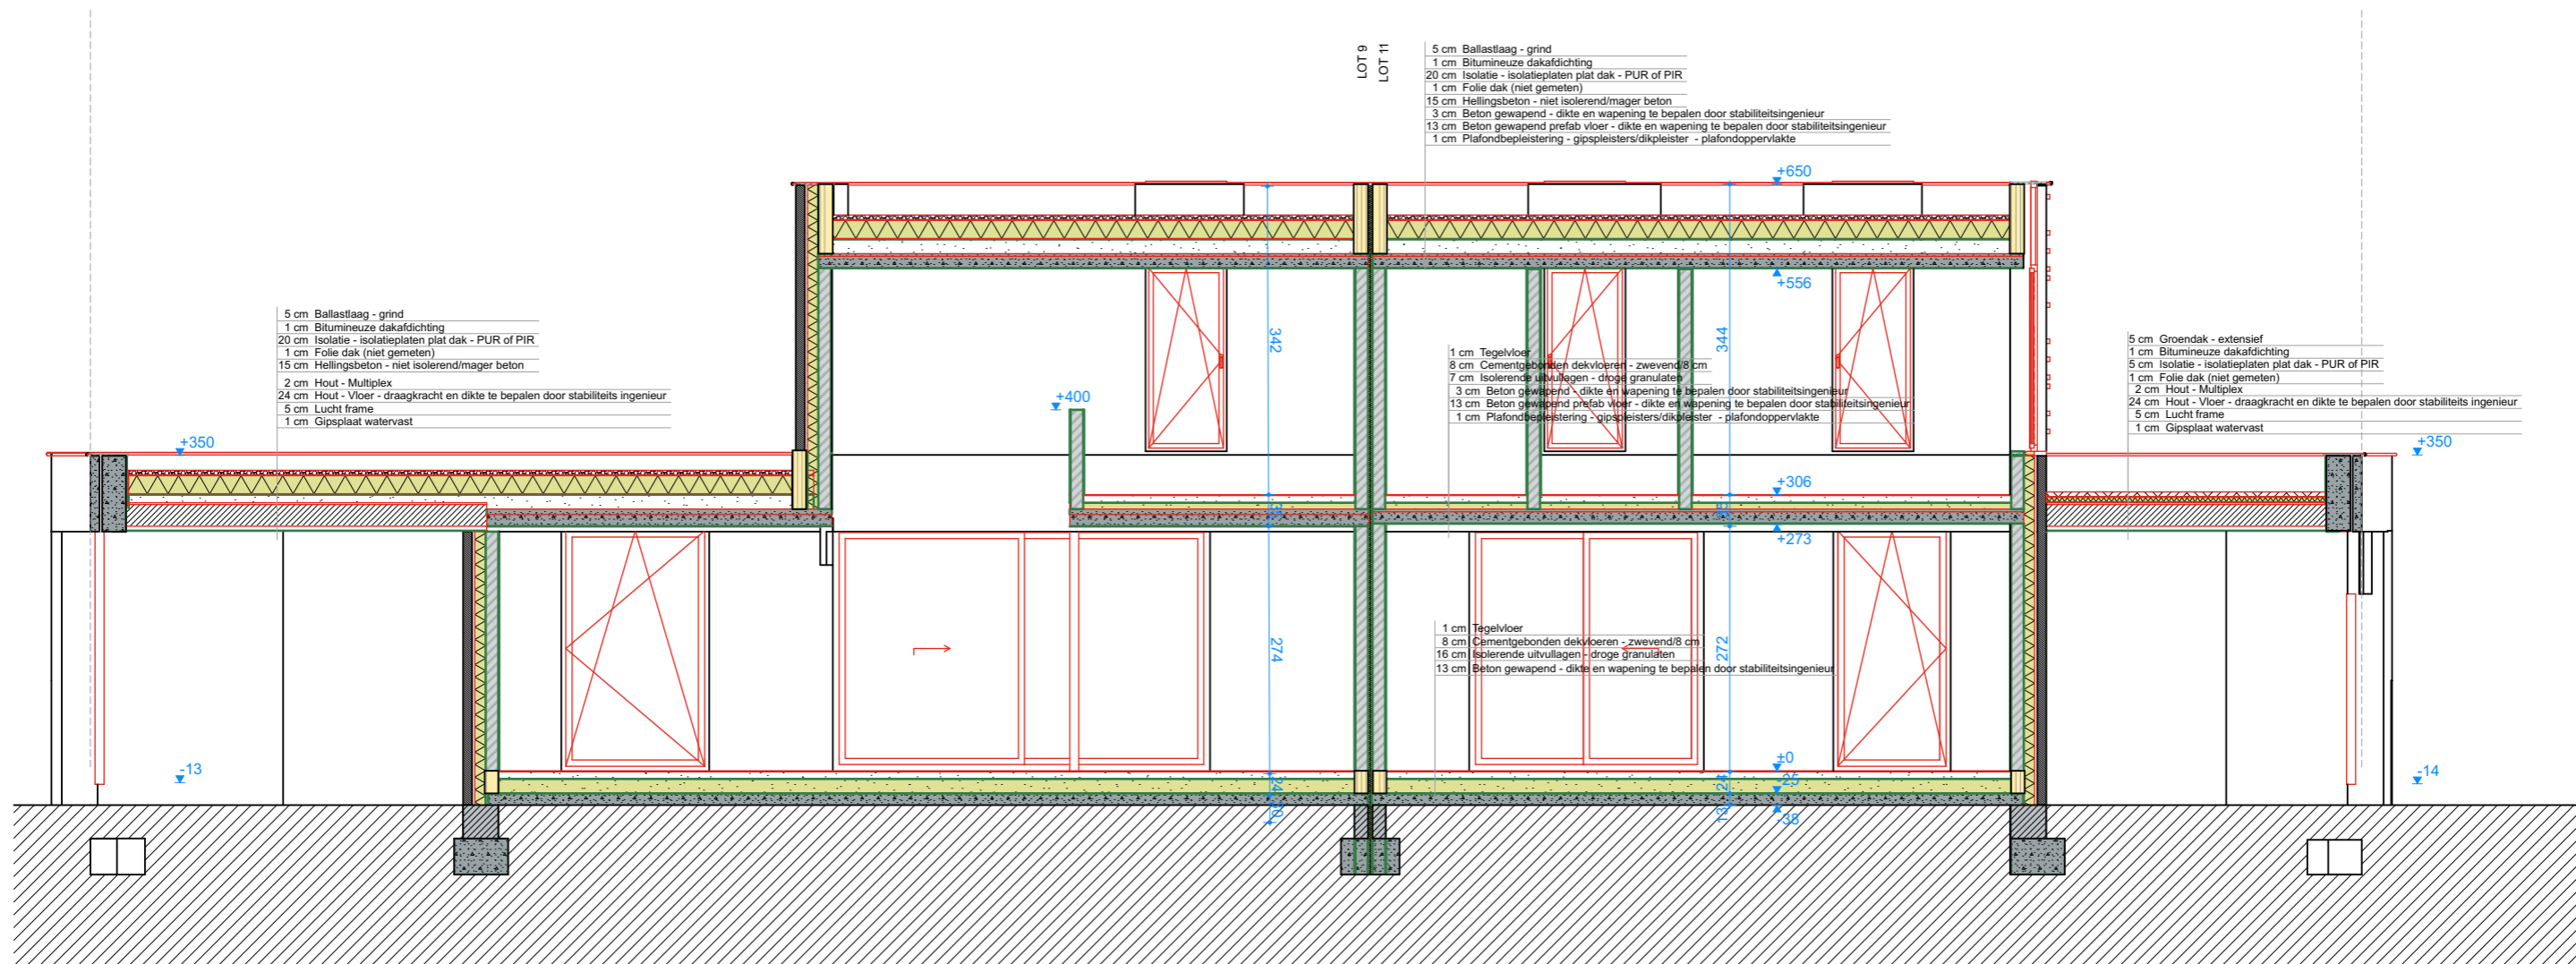 LOT 9
LOT 11
5 cm Ballastlaag - grind
1 cm Bitumineuze dakafdichting
20 cm Isolatie - isolatieplaten plat dak - PUR of PIR
1 cm Folie dak (niet gemeten)
15 cm Hellingsbeton - niet isolerend/mager beton
3 cm Beton gewapend - dikte en wapening te bepalen door stabiliteitsingenieur
13 cm Beton gewapend prefab vloer - dikte en wapening te bepalen door stabiliteitsingenieur
1 cm Plafondbepleistering - gipspleisters/dikpleister - plafondoppervlakte
+650
+556
5 cm Ballastlaag - grind
1 cm Bitumineuze dakafdichting
20 cm Isolatie - isolatieplaten plat dak - PUR of PIR
1 cm Folie dak (niet gemeten)
15 cm Hellingsbeton - niet isolerend/mager beton
2 cm Hout - Multiplex
24 cm Hout - Vloer - draagkracht en dikte te bepalen door stabiliteits ingenieur
5 cm Lucht frame
1 cm Gipsplaat watervast
342
344
1 cm Tegelvloer
8 cm Cementgebonden dekvloeren - zwevend/8 cm
7 cm Isolerende uitvullagen - droge granulaten
3 cm Beton gewapend - dikte en wapening te bepalen door stabiliteitsingenieur
13 cm Beton gewapend prefab vloer - dikte en wapening te bepalen door stabiliteitsingenieur
1 cm Plafondbepleistering - gipspleisters/dikpleister - plafondoppervlakte
5 cm Groendak - extensief
1 cm Bitumineuze dakafdichting
5 cm Isolatie - isolatieplaten plat dak - PUR of PIR
1 cm Folie dak (niet gemeten)
2 cm Hout - Multiplex
24 cm Hout - Vloer - draagkracht en dikte te bepalen door stabiliteits ingenieur
5 cm Lucht frame
1 cm Gipsplaat watervast
+400
+350
+350
+306
+273
274
272
1 cm Tegelvloer
8 cm Cementgebonden dekvloeren - zwevend/8 cm
16 cm Isolerende uitvullagen - droge granulaten
13 cm Beton gewapend - dikte en wapening te bepalen door stabiliteitsingenieur
-13
±0
-25
-14
24
13
-38